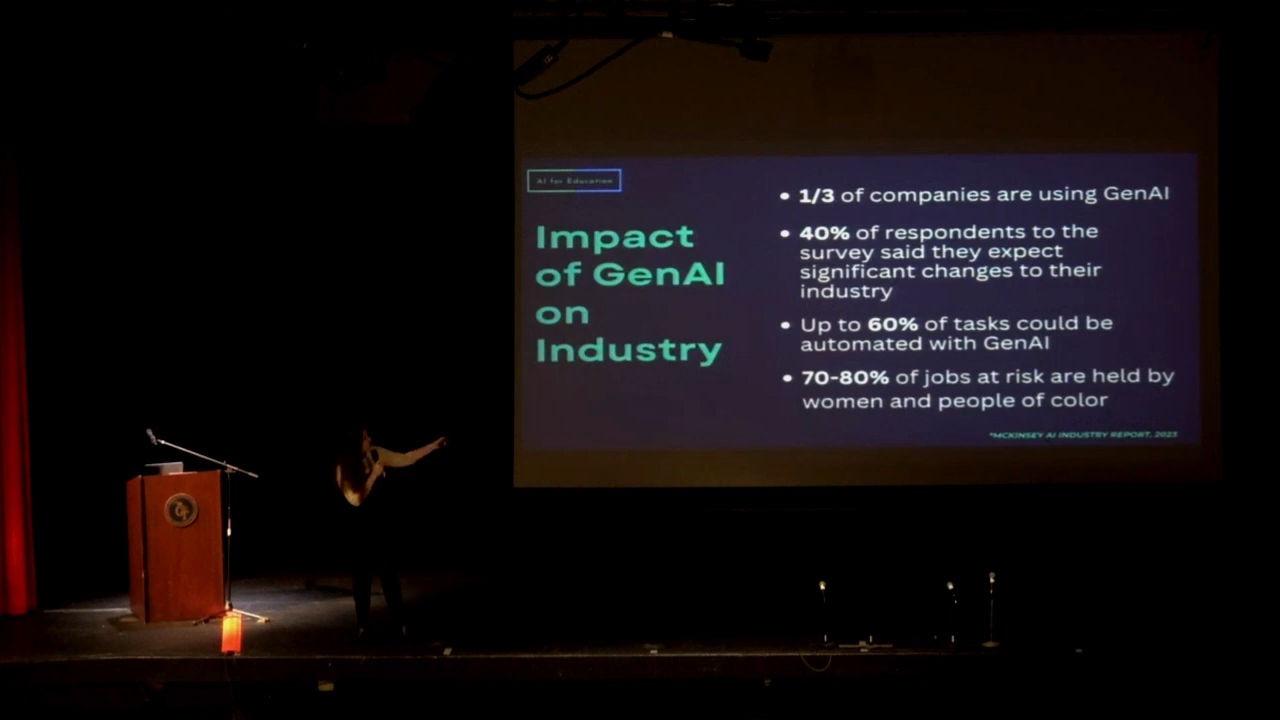 AI for Education
Impact
of GenAI
on
Industry
• 1/3 of companies are using GenAI
• 40% of respondents to the
survey said they expect
significant changes to their
industry
• Up to 60% of tasks could be
automated with GenAI
• 70-80% of jobs at risk are held by
women and people of color
*MCKINSEY AI INDUSTRY REPORT, 2023